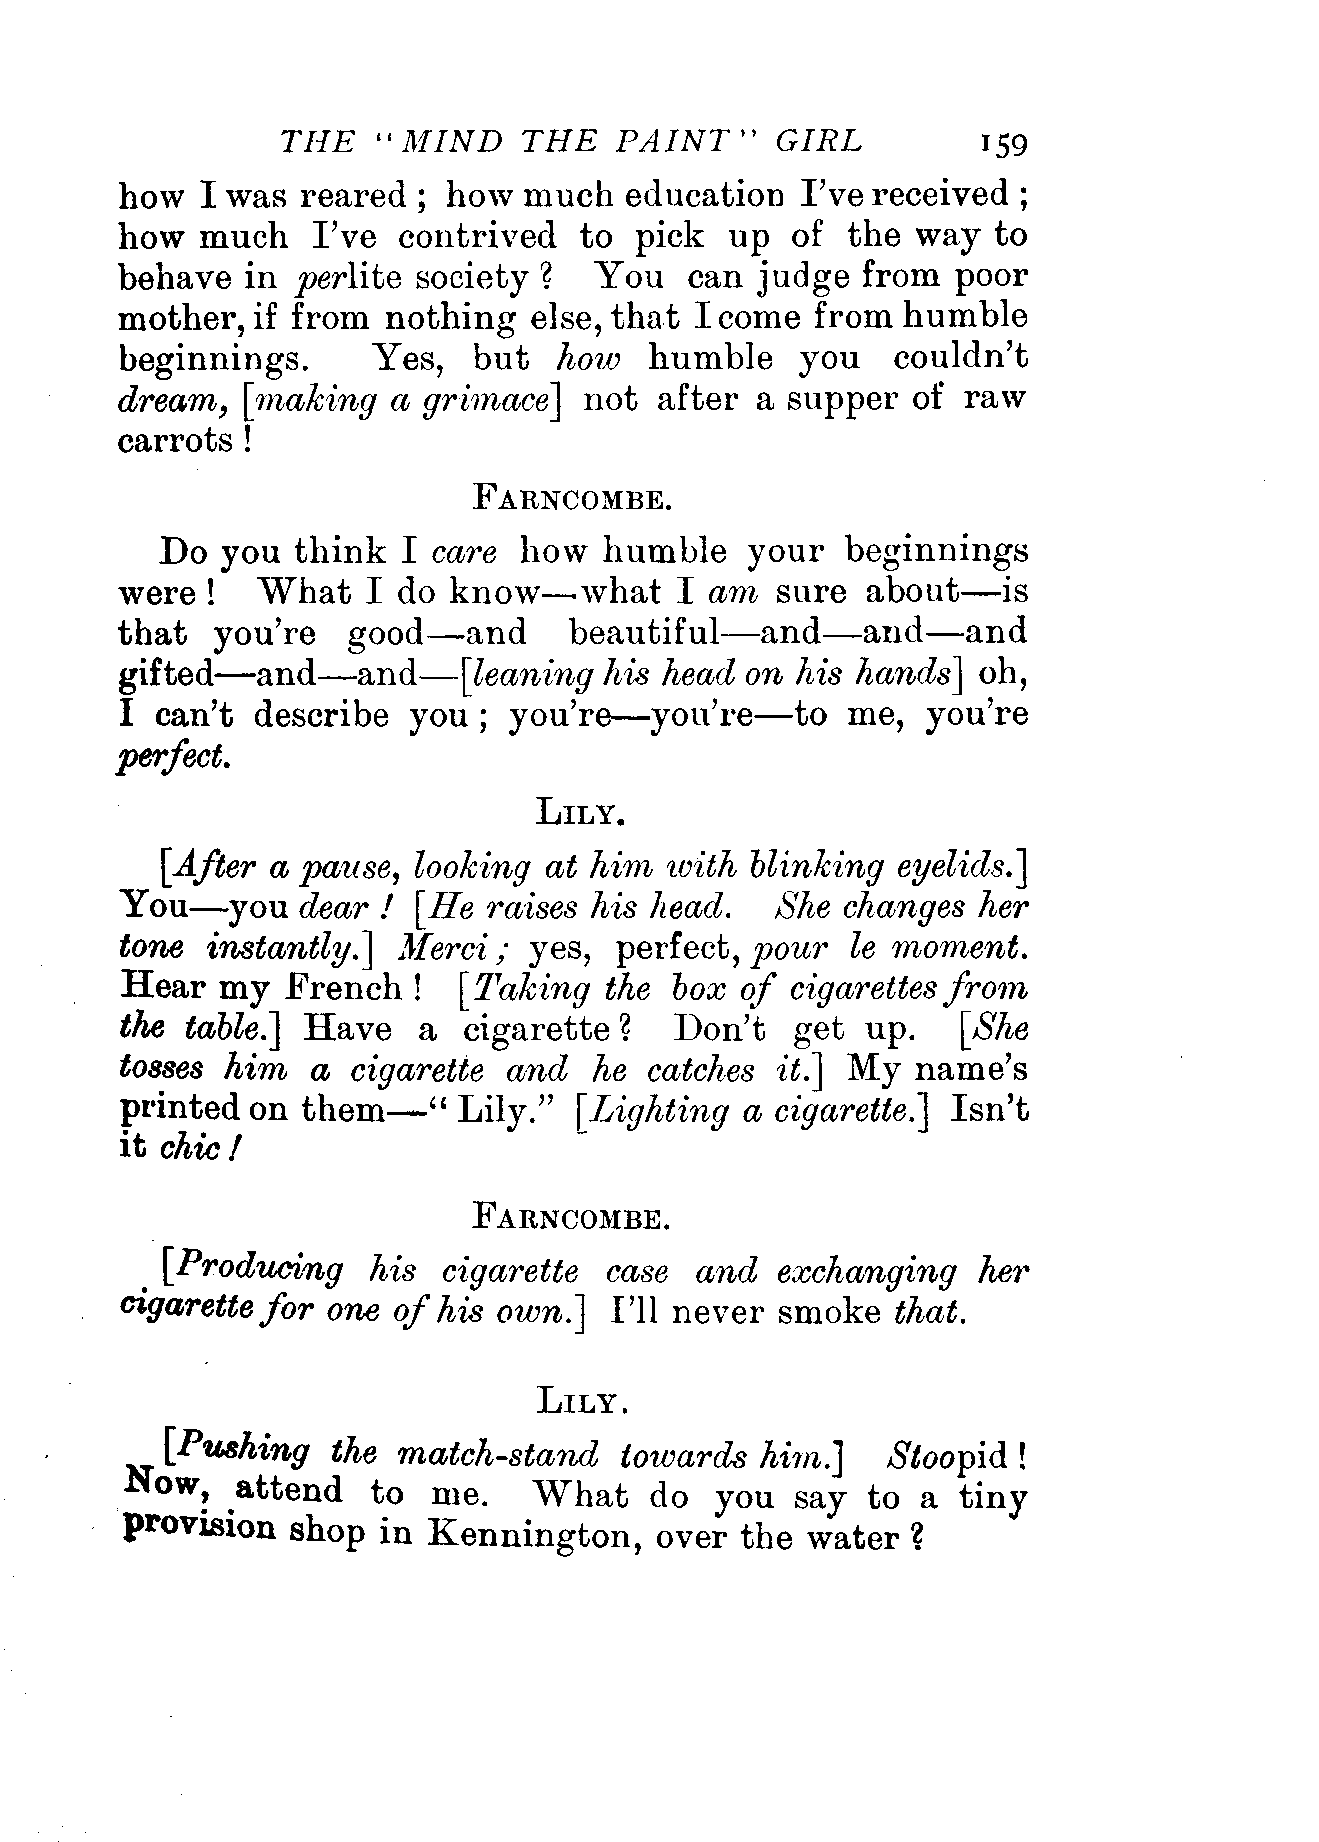 THE "MIND THE PAINT" GIRL 159
how I was reared ; how much education I've received ;
how much I've contrived to pick up of the way to
behave in perlite society ? You can judge from poor
mother, if from nothing else, that I come from humble
beginnings. Yes, but how humble you couldn't
dream, [making a grimace] not after a supper of raw
carrots !
FARNCOMBE.
Do you think I care how humble your beginnings
were ! What I do know—what I am sure about—is
that you're good—and beautiful—and—and—and
gifted—and—and—[leaning his head on his hands] oh,
I can't describe you ; you're—you're—to me, you're
perfect.
LILY.
[After a pause, looking at him with blinking eyelids.]
You—you dear ! [He raises his head. She changes her
tone instantly.] Merci ; yes, perfect, pour le moment.
Hear my French ! [Taking the box of cigarettes from
the table.] Have a cigarette ? Don't get up. [She
tosses him a cigarette and he catches it.] My name's
printed on them—" Lily." [Lighting a cigarette.] Isn't
it chic !
FARNCOMBE.
[Producing his cigarette case and exchanging her
cigarette for one of his own.] I'll never smoke that.
LILY.
[Pushing the match-stand towards him.] Stoopid !
Now, attend to me. What do you say to a tiny
provision shop in Kennington, over the water ?